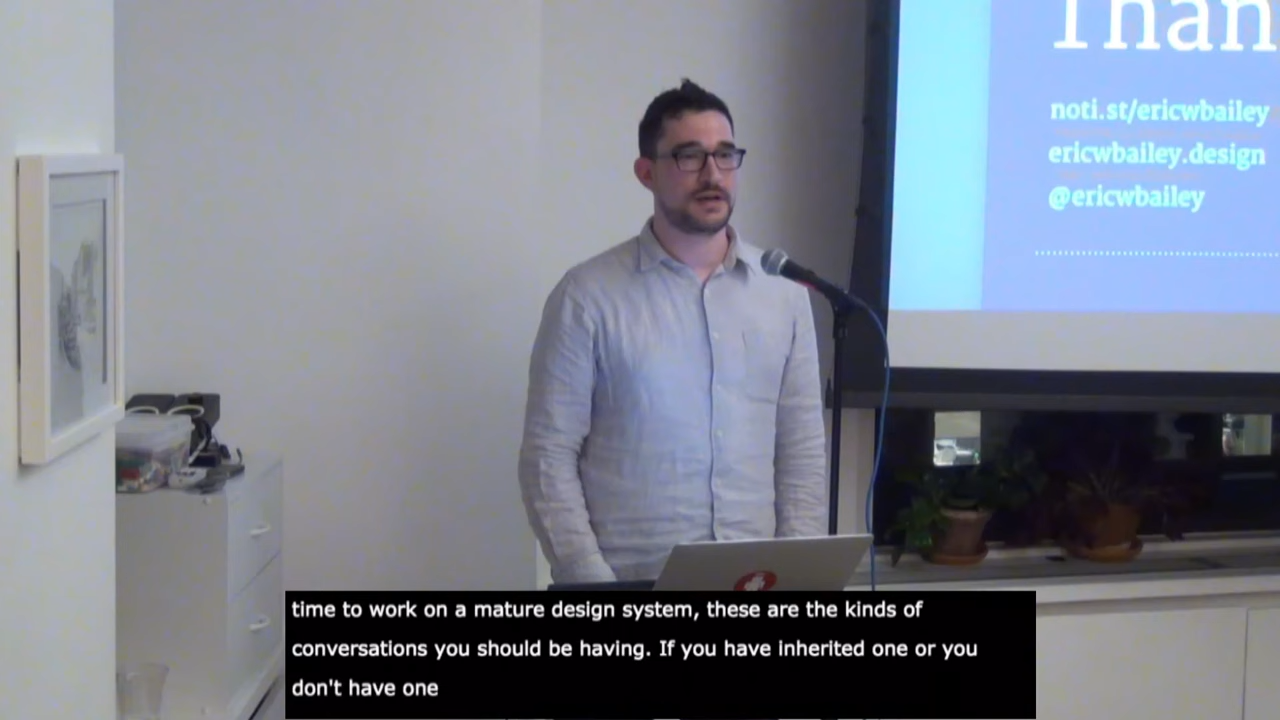 Than
noti.st/ericwbailey
ericwbailey.design
@ericwbailey
time to work on a mature design system, these are the kinds of
conversations you should be having. If you have inherited one or you
don't have one